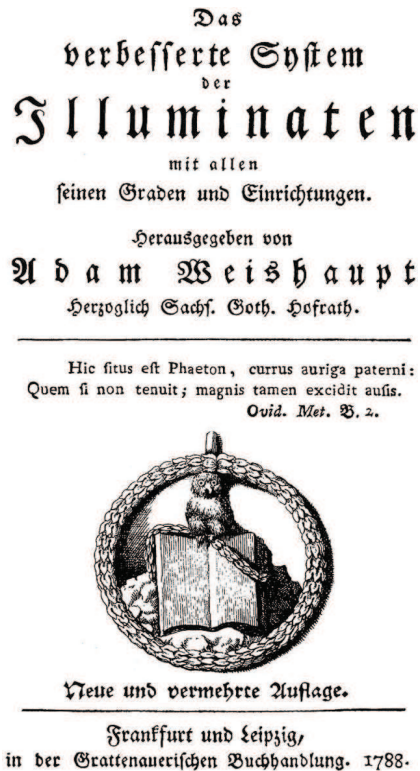 Das
verbeſſerte Syſtem
der
Illuminaten
mit allen
ſeinen Graden und Einrichtungen.
Herausgegeben von
Adam Weishaupt
Herzoglich Sachſ. Goth. Hofrath.
Hic ſitus eſt Phaeton, currus auriga paterni:
Quem ſi non tenuit; magnis tamen excidit auſis.
Ovid. Met. B. 2.
Neue und vermehrte Auflage.
Frankfurt und Leipzig,
in der Grattenaueriſchen Buchhandlung. 1788.